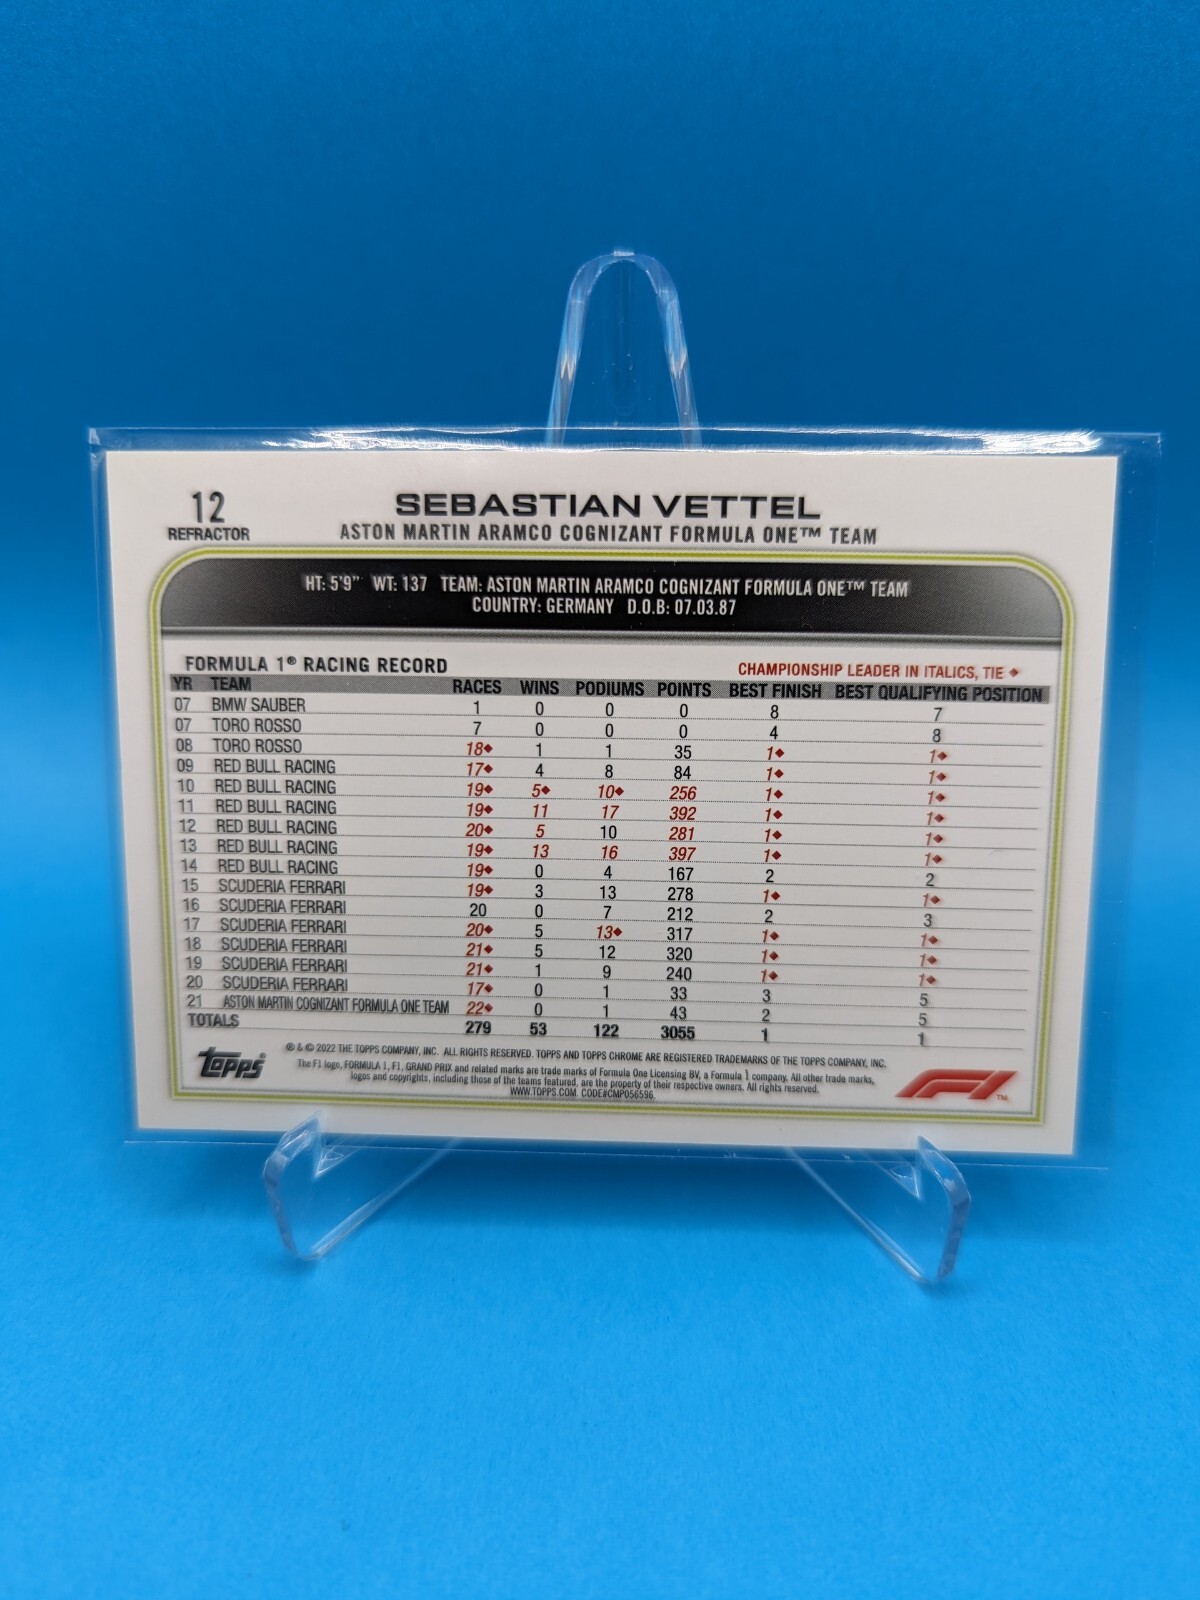 12
REFRACTOR
SEBASTIAN VETTEL
ASTON MARTIN ARAMCO COGNIZANT FORMULA ONE™ TEAM
HT: 5'9" WT: 137 TEAM: ASTON MARTIN ARAMCO COGNIZANT FORMULA ONE™ TEAM
COUNTRY: GERMANY D.O.B: 07.03.87
FORMULA 1® RACING RECORD
CHAMPIONSHIP LEADER IN ITALICS, TIE ♦
YR TEAM RACES WINS PODIUMS POINTS BEST FINISH BEST QUALIFYING POSITION
07 BMW SAUBER 1 0 0 0 8 7
07 TORO ROSSO 7 0 0 0 4 8
08 TORO ROSSO 18♦ 1 1 35 1♦ 1♦
09 RED BULL RACING 17♦ 4 8 84 1♦ 1♦
10 RED BULL RACING 19♦ 5♦ 10♦ 256 1♦ 1♦
11 RED BULL RACING 19♦ 11 17 392 1♦ 1♦
12 RED BULL RACING 20♦ 5 10 281 1♦ 1♦
13 RED BULL RACING 19♦ 13 16 397 1♦ 1♦
14 RED BULL RACING 19♦ 0 4 167 2 2
15 SCUDERIA FERRARI 19♦ 3 13 278 1♦ 1♦
16 SCUDERIA FERRARI 20 0 7 212 2 3
17 SCUDERIA FERRARI 20♦ 5 13♦ 317 1♦ 1♦
18 SCUDERIA FERRARI 21♦ 5 12 320 1♦ 1♦
19 SCUDERIA FERRARI 21♦ 1 9 240 1♦ 1♦
20 SCUDERIA FERRARI 17♦ 0 1 33 3 5
21 ASTON MARTIN COGNIZANT FORMULA ONE TEAM 22♦ 0 1 43 2 5
TOTALS 279 53 122 3055 1 1
® & © 2022 THE TOPPS COMPANY, INC. ALL RIGHTS RESERVED. TOPPS AND TOPPS CHROME ARE REGISTERED TRADEMARKS OF THE TOPPS COMPANY, INC.
The F1 logo, FORMULA 1, F1, GRAND PRIX and related marks are trade marks of Formula One Licensing BV, a Formula 1 company. All other trade marks,
logos and copyrights, including those of the teams featured, are the property of their respective owners. All rights reserved.
WWW.TOPPS.COM. CODE#CMP056596.
Topps
F1™